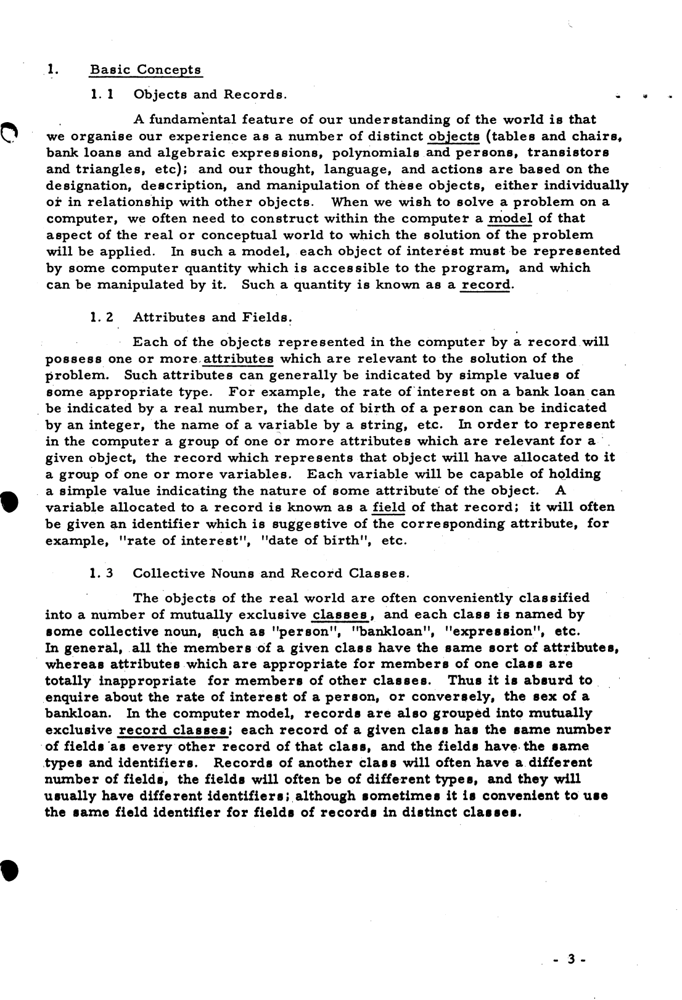 1. Basic Concepts
1. 1 Objects and Records.
A fundamental feature of our understanding of the world is that
we organise our experience as a number of distinct objects (tables and chairs,
bank loans and algebraic expressions, polynomials and persons, transistors
and triangles, etc); and our thought, language, and actions are based on the
designation, description, and manipulation of these objects, either individually
or in relationship with other objects. When we wish to solve a problem on a
computer, we often need to construct within the computer a model of that
aspect of the real or conceptual world to which the solution of the problem
will be applied. In such a model, each object of interest must be represented
by some computer quantity which is accessible to the program, and which
can be manipulated by it. Such a quantity is known as a record.
1. 2 Attributes and Fields.
Each of the objects represented in the computer by a record will
possess one or more attributes which are relevant to the solution of the
problem. Such attributes can generally be indicated by simple values of
some appropriate type. For example, the rate of interest on a bank loan can
be indicated by a real number, the date of birth of a person can be indicated
by an integer, the name of a variable by a string, etc. In order to represent
in the computer a group of one or more attributes which are relevant for a
given object, the record which represents that object will have allocated to it
a group of one or more variables. Each variable will be capable of holding
a simple value indicating the nature of some attribute of the object. A
variable allocated to a record is known as a field of that record; it will often
be given an identifier which is suggestive of the corresponding attribute, for
example, "rate of interest", "date of birth", etc.
1. 3 Collective Nouns and Record Classes.
The objects of the real world are often conveniently classified
into a number of mutually exclusive classes, and each class is named by
some collective noun, such as "person", "bankloan", "expression", etc.
In general, all the members of a given class have the same sort of attributes,
whereas attributes which are appropriate for members of one class are
totally inappropriate for members of other classes. Thus it is absurd to
enquire about the rate of interest of a person, or conversely, the sex of a
bankloan. In the computer model, records are also grouped into mutually
exclusive record classes; each record of a given class has the same number
of fields as every other record of that class, and the fields have the same
types and identifiers. Records of another class will often have a different
number of fields, the fields will often be of different types, and they will
usually have different identifiers; although sometimes it is convenient to use
the same field identifier for fields of records in distinct classes.
- 3 -